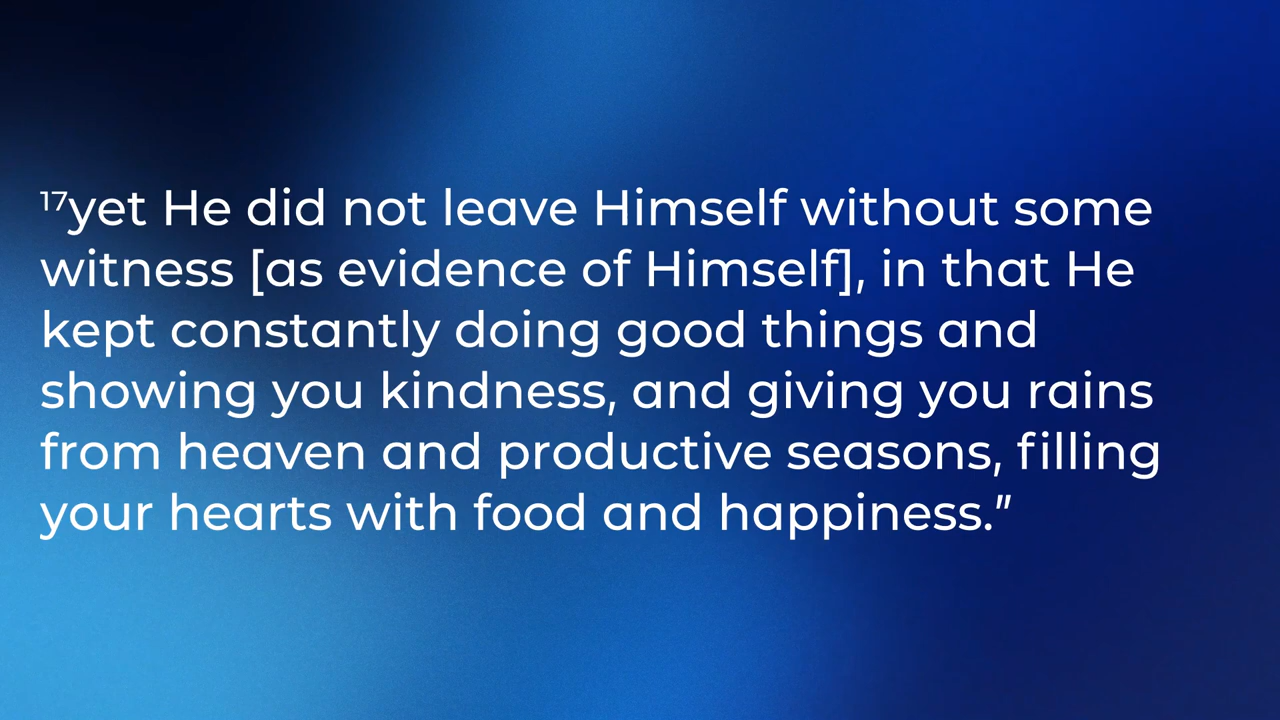 ¹⁷yet He did not leave Himself without some
witness [as evidence of Himself], in that He
kept constantly doing good things and
showing you kindness, and giving you rains
from heaven and productive seasons, filling
your hearts with food and happiness.”